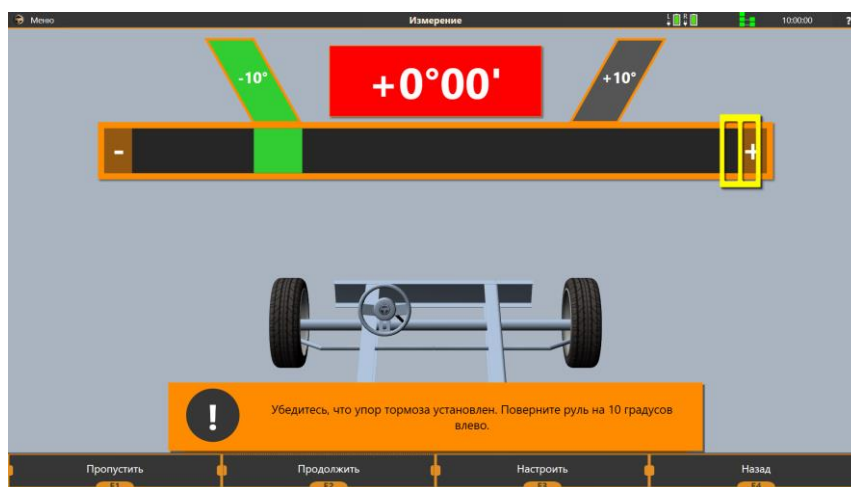 Меню
Измерение
L R
10:00:00
?
-10°
+0°00'
+10°
-
+
!
Убедитесь, что упор тормоза установлен. Поверните руль на 10 градусов
влево.
Пропустить
Продолжить
Настроить
Назад
F1
F2
F3
F4